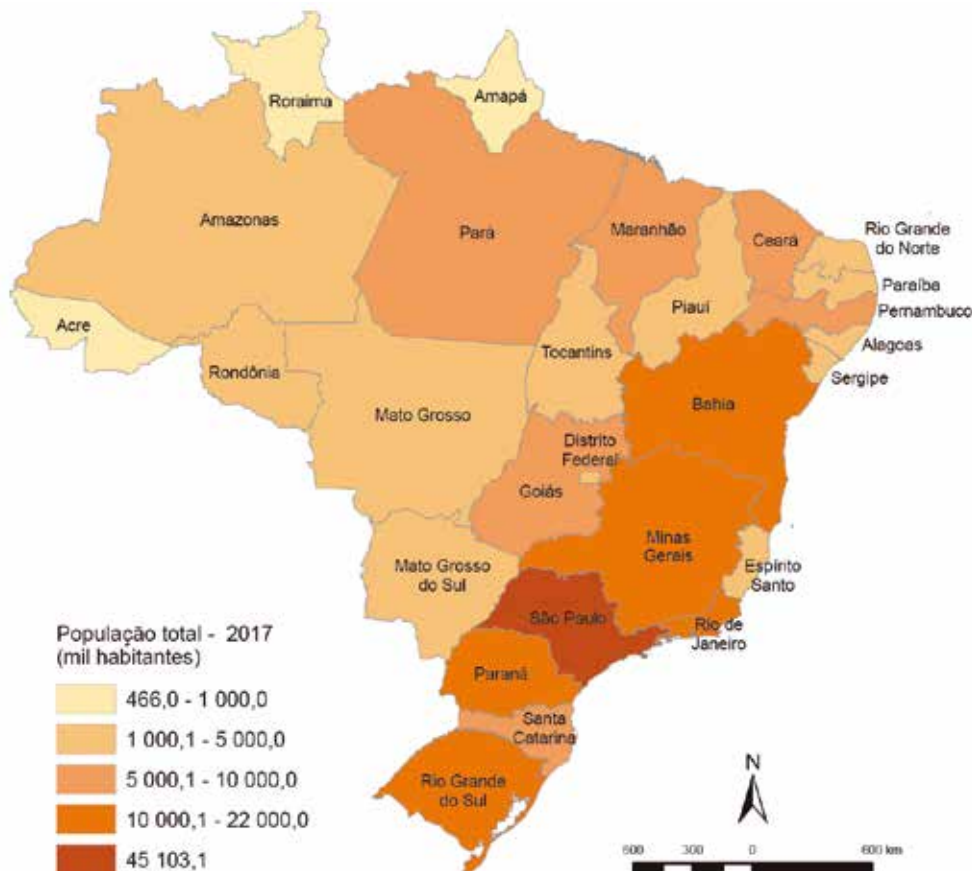 Roraima
Amapá
Amazonas
Pará
Maranhão
Ceará
Rio Grande
do Norte
Paraíba
Pernambuco
Alagoas
Sergipe
Piauí
Acre
Tocantins
Rondônia
Bahia
Mato Grosso
Distrito
Federal
Goiás
Minas
Gerais
Mato Grosso
do Sul
Espírito
Santo
São Paulo
Rio de
Janeiro
Paraná
Santa
Catarina
Rio Grande
do Sul
População total - 2017
(mil habitantes)
466,0 - 1 000,0
1 000,1 - 5 000,0
5 000,1 - 10 000,0
10 000,1 - 22 000,0
45 103,1
N
600 300 0 600 km